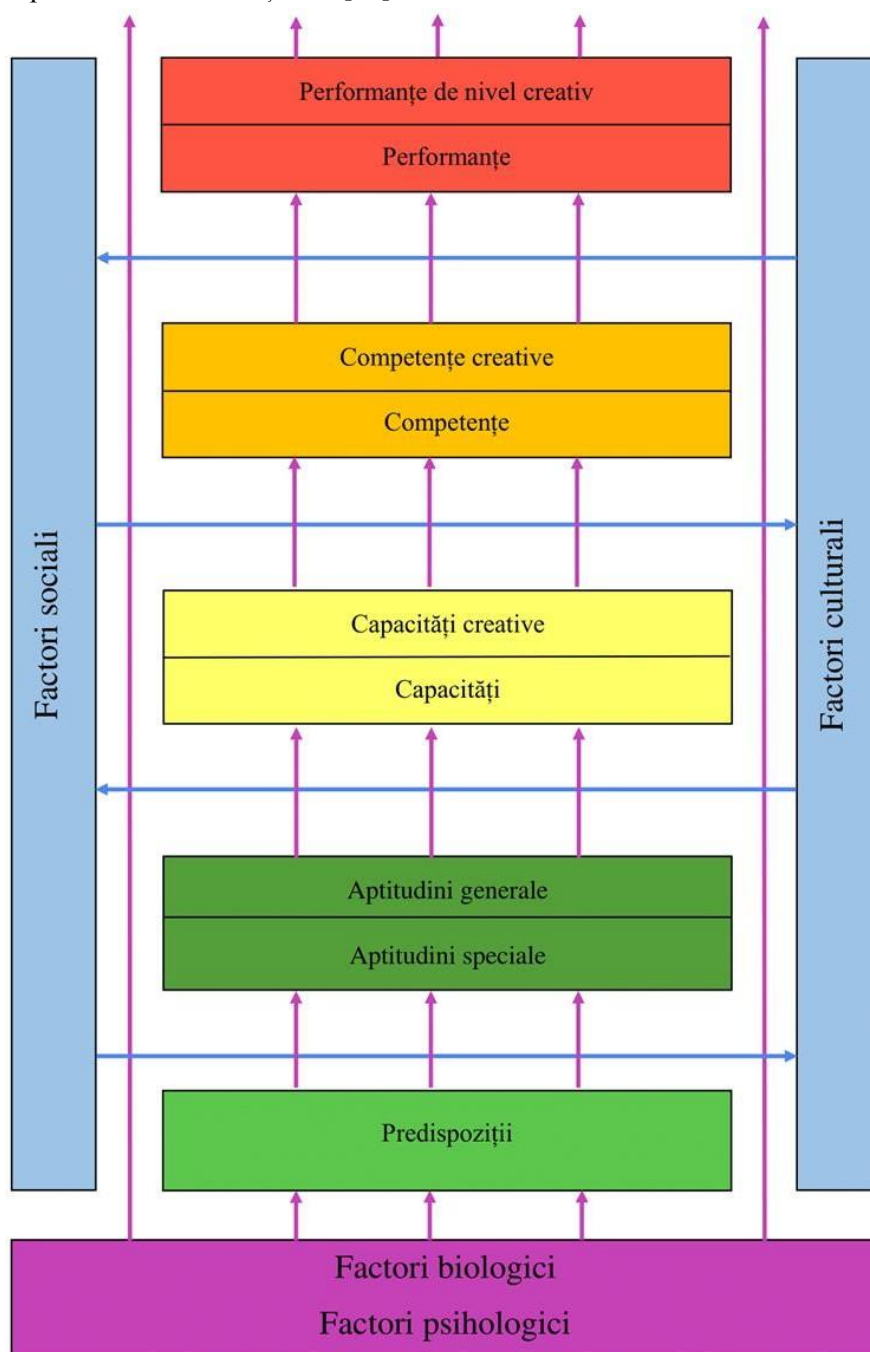 Performanțe de nivel creativ
Performanțe
Competențe creative
Competențe
Capacități creative
Capacități
Aptitudini generale
Aptitudini speciale
Predispoziții
Factori sociali
Factori culturali
Factori biologici
Factori psihologici